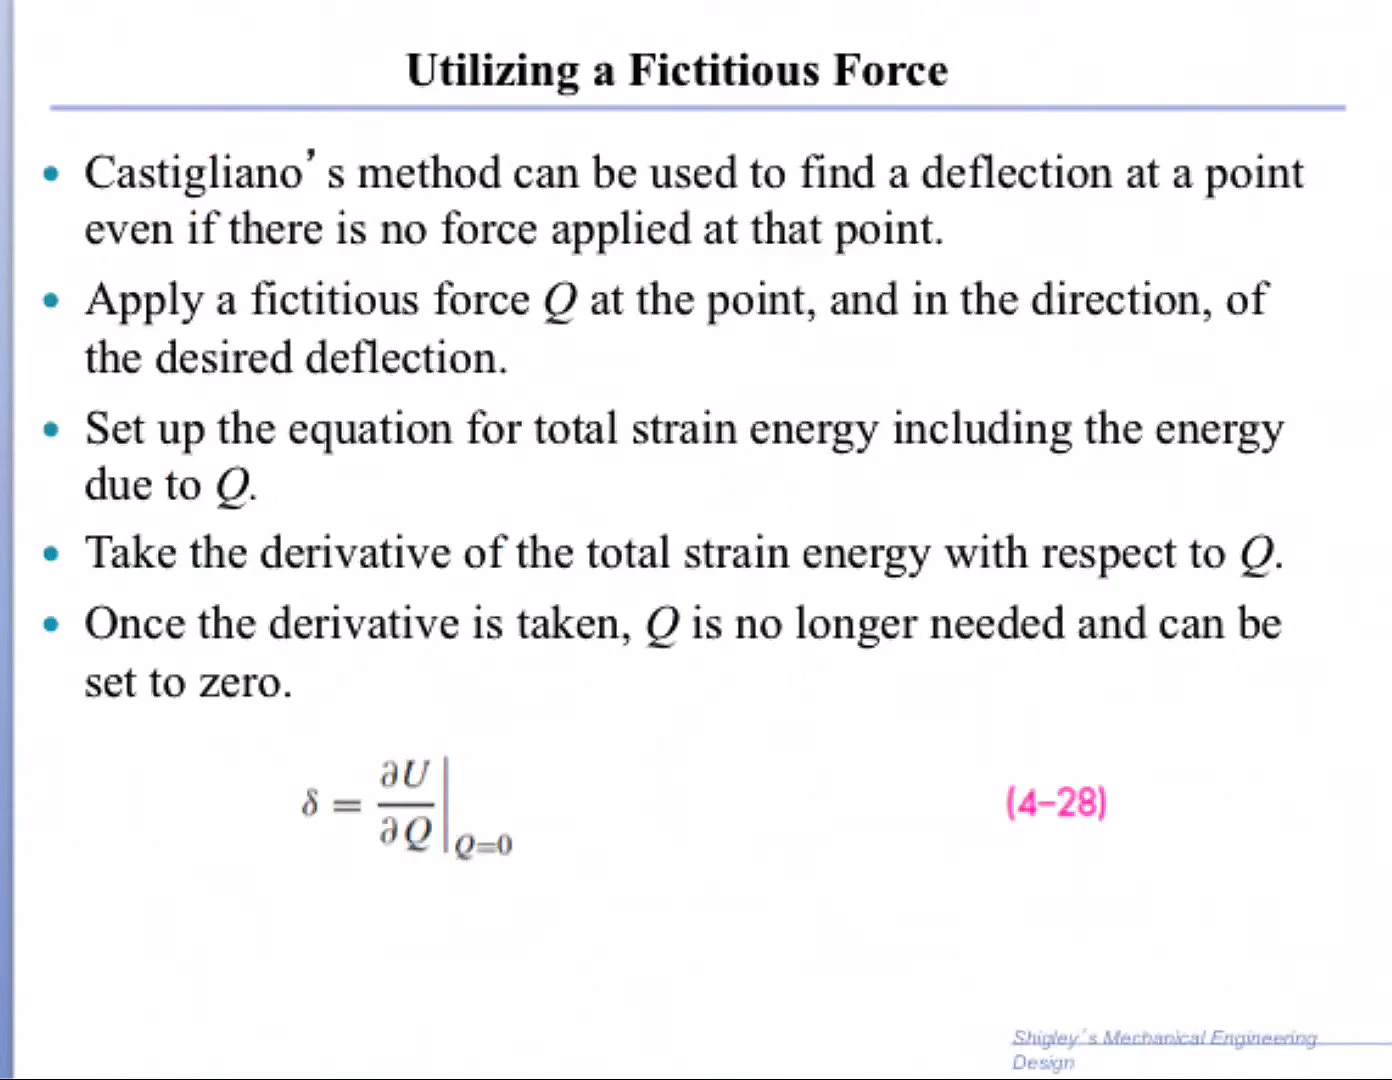 Utilizing a Fictitious Force
• Castigliano’s method can be used to find a deflection at a point
even if there is no force applied at that point.
• Apply a fictitious force Q at the point, and in the direction, of
the desired deflection.
• Set up the equation for total strain energy including the energy
due to Q.
• Take the derivative of the total strain energy with respect to Q.
• Once the derivative is taken, Q is no longer needed and can be
set to zero.
δ = ∂U/∂Q |Q=0 (4–28)
Shigley’s Mechanical Engineering
Design